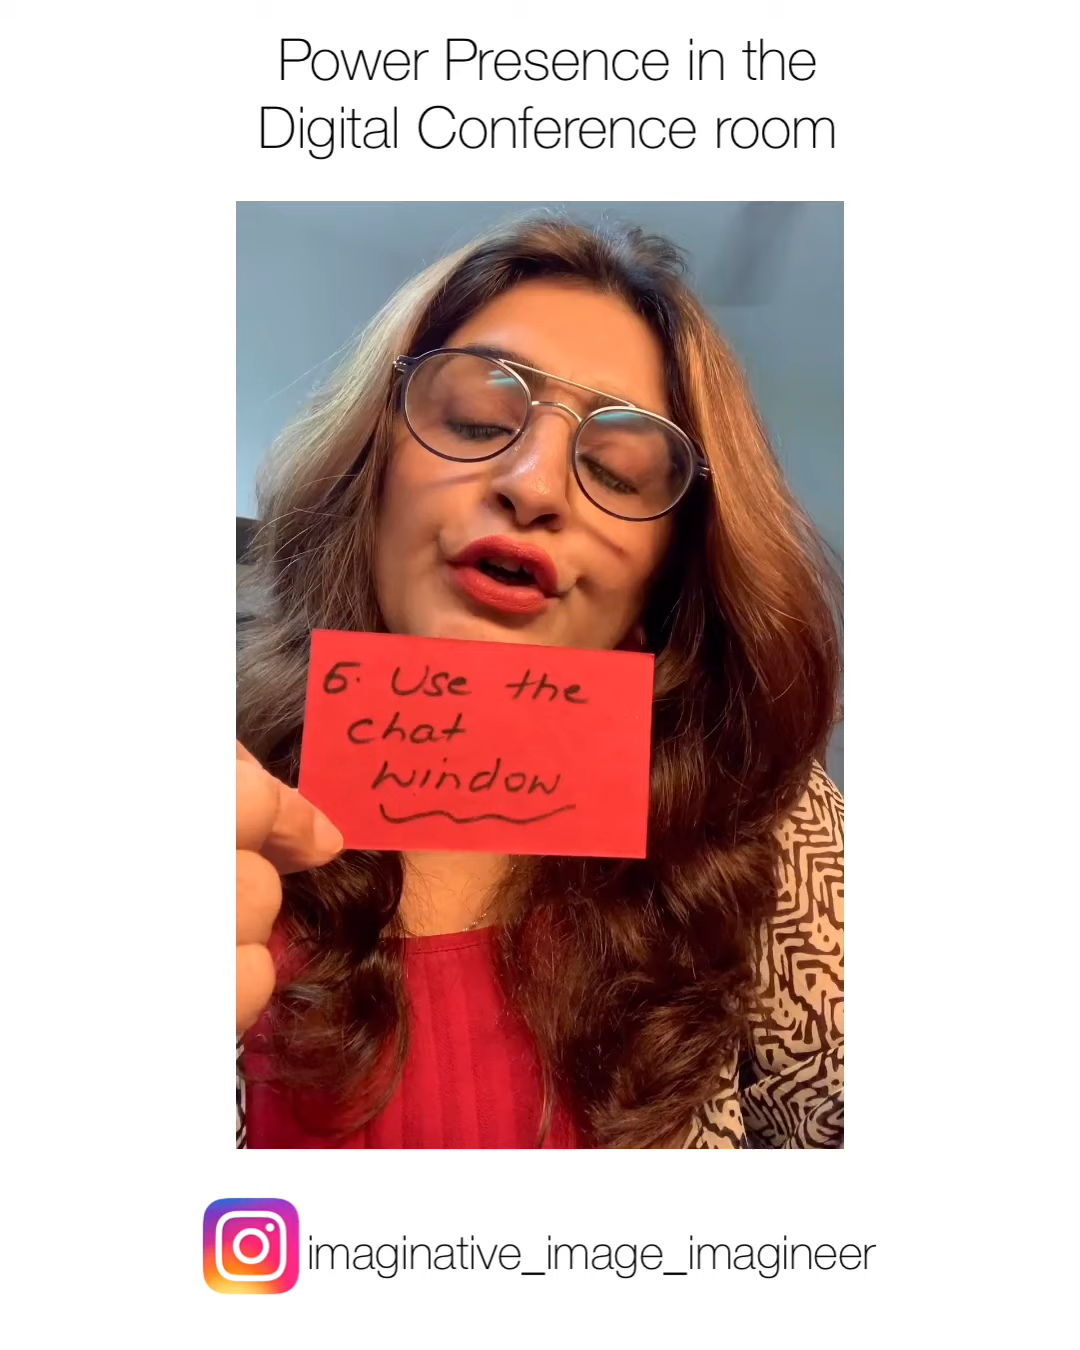 Power Presence in the
Digital Conference room
6. Use the
chat
window
imaginative_image_imagineer